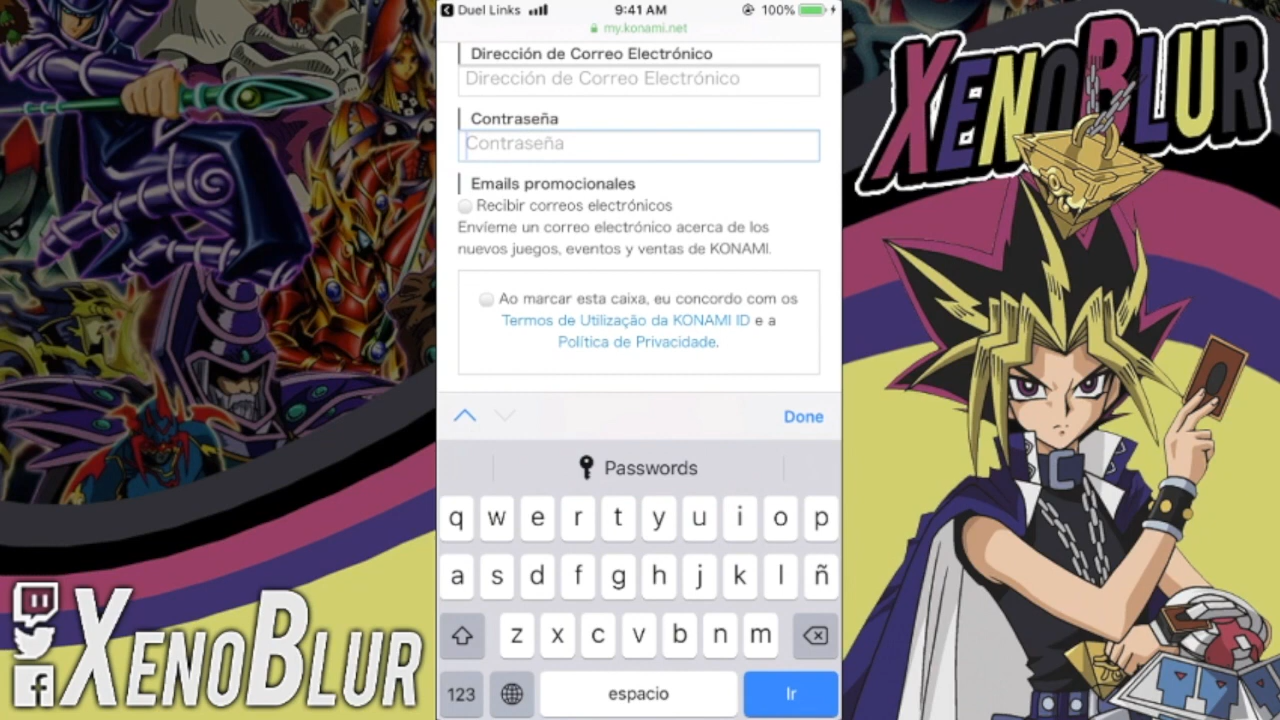 Duel Links
9:41 AM
100%
my.konami.net
Dirección de Correo Electrónico
Dirección de Correo Electrónico
Contraseña
Contraseña
Emails promocionales
Recibir correos electrónicos
Envíeme un correo electrónico acerca de los
nuevos juegos, eventos y ventas de KONAMI.
Ao marcar esta caixa, eu concordo com os
Termos de Utilização da KONAMI ID e a
Política de Privacidade.
Done
Passwords
q w e r t y u i o p
a s d f g h j k l ñ
z x c v b n m
123
espacio
Ir
XENOBLUR
XENOBLUR